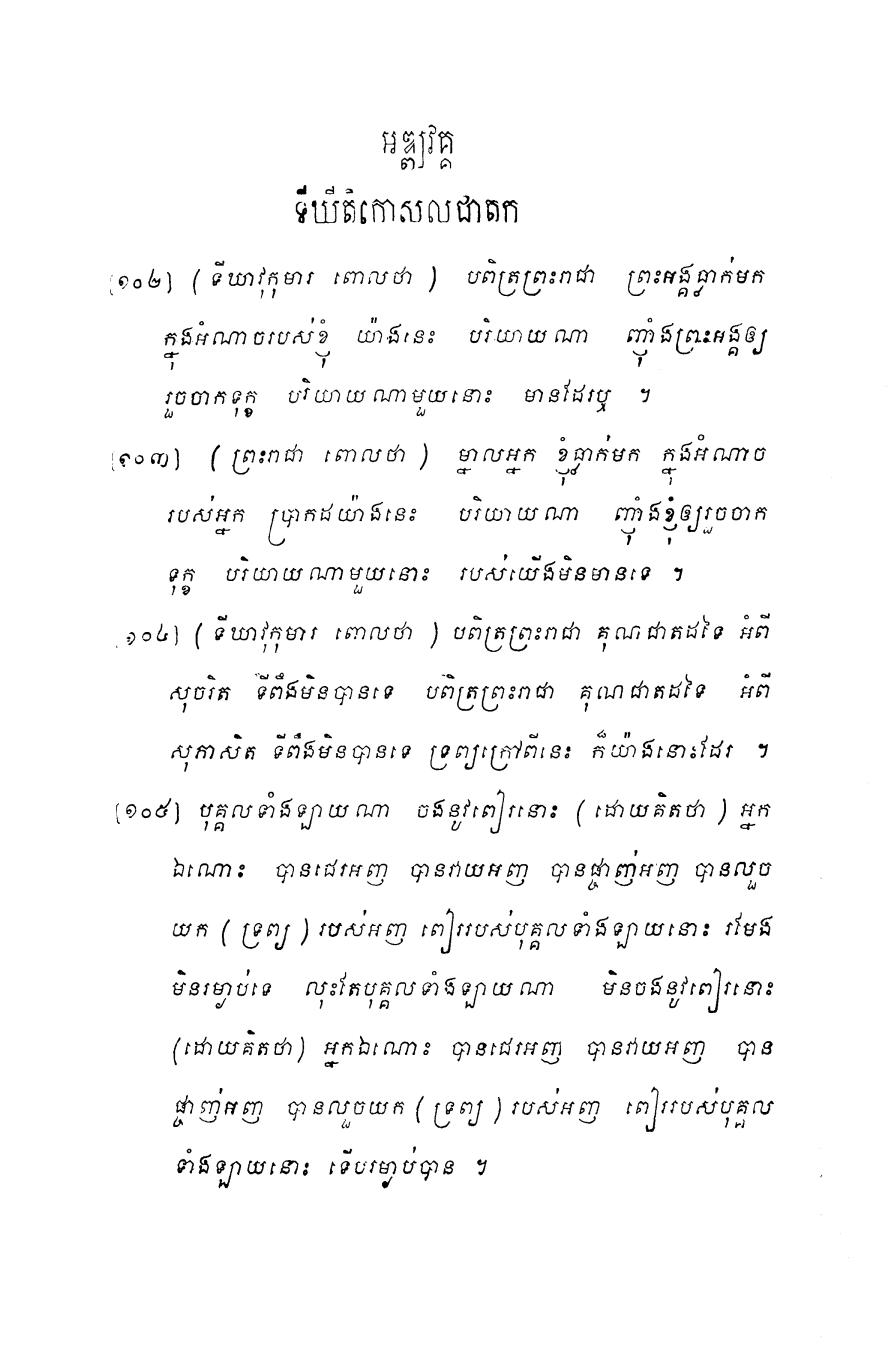 អឌ្ឍវគ្គ
ទីឃីតិកោសលជាតក
[១០២] ( ទីឃាវុកុមារ ពោលថា ) បពិត្រព្រះរាជា ព្រះអង្គធ្លាក់មក
ក្នុងអំណាចរបស់ខ្ញុំ យ៉ាងនេះ បរិយាយណា ញ៉ាំងព្រះអង្គឲ្យ
រួចចាកទុក្ខ បរិយាយណាមួយនោះ មានដែរឬ ។
[១០៣] ( ព្រះរាជា ពោលថា ) ម្នាលអ្នក ខ្ញុំធ្លាក់មក ក្នុងអំណាច
របស់អ្នក ប្រាកដយ៉ាងនេះ បរិយាយណា ញ៉ាំងខ្ញុំឲ្យរួចចាក
ទុក្ខ បរិយាយណាមួយនោះ របស់យើងមិនមានទេ ។
[១០៤] ( ទីឃាវុកុមារ ពោលថា ) បពិត្រព្រះរាជា គុណជាតដទៃ អំពី
សុចរិត ទីពឹងមិនបានទេ បពិត្រព្រះរាជា គុណជាតដទៃ អំពី
សុភាសិត ទីពឹងមិនបានទេ ទ្រព្យក្រៅពីនេះ ក៏យ៉ាងនោះដែរ ។
[១០៥] បុគ្គលទាំងឡាយណា ចងនូវពៀរនោះ ( ដោយគិតថា ) អ្នក
ឯណោះ បានជេរអញ បានវាយអញ បានផ្ចាញ់អញ បានលួច
យក ( ទ្រព្យ ) របស់អញ ពៀររបស់បុគ្គលទាំងឡាយនោះ រមែង
មិនរម្ងាប់ទេ លុះតែបុគ្គលទាំងឡាយណា មិនចងនូវពៀរនោះ
(ដោយគិតថា) អ្នកឯណោះ បានជេរអញ បានវាយអញ បាន
ផ្ចាញ់អញ បានលួចយក ( ទ្រព្យ ) របស់អញ ពៀររបស់បុគ្គល
ទាំងឡាយនោះ ទើបរម្ងាប់បាន ។